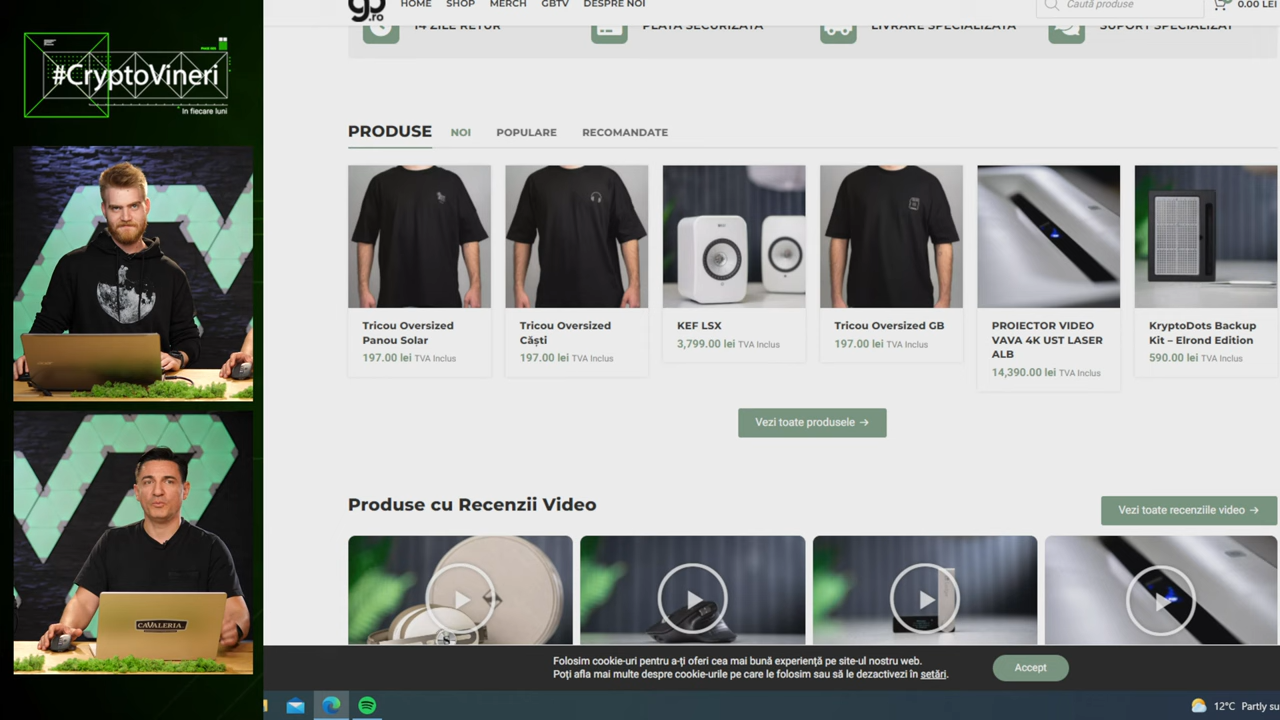 #CryptoVineri
în fiecare luni
CAVALERIA
.ro
HOME SHOP MERCH GBTV DESPRE NOI
Caută produse
0.00 LEI
14 ZILE RETUR
PLATA SECURIZATA
LIVRARE SPECIALIZATA
SUPORT SPECIALIZAT
PRODUSE NOI POPULARE RECOMANDATE
Tricou Oversized
Panou Solar
197.00 lei TVA Inclus
Tricou Oversized
Căști
197.00 lei TVA Inclus
KEF LSX
3,799.00 lei TVA Inclus
Tricou Oversized GB
197.00 lei TVA Inclus
PROIECTOR VIDEO
VAVA 4K UST LASER
ALB
14,390.00 lei TVA Inclus
KryptoDots Backup
Kit – Elrond Edition
590.00 lei TVA Inclus
Vezi toate produsele →
Produse cu Recenzii Video
Vezi toate recenziile video →
Folosim cookie-uri pentru a-ți oferi cea mai bună experiență pe site-ul nostru web.
Poți afla mai multe despre cookie-urile pe care le folosim sau să le dezactivezi în setări.
Accept
12°C Partly su